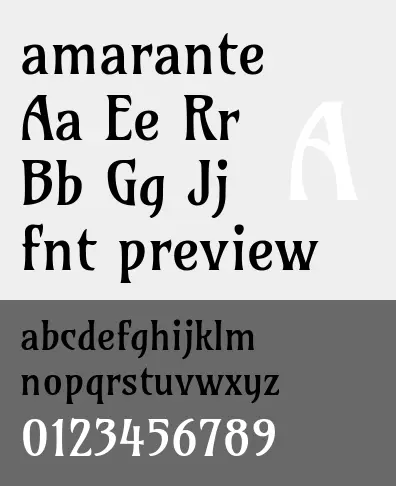 amarante
Aa Ee Rr
A
Bb Gg Jj
fnt preview
abcdefghijklm
nopqrstuvwxyz
0123456789